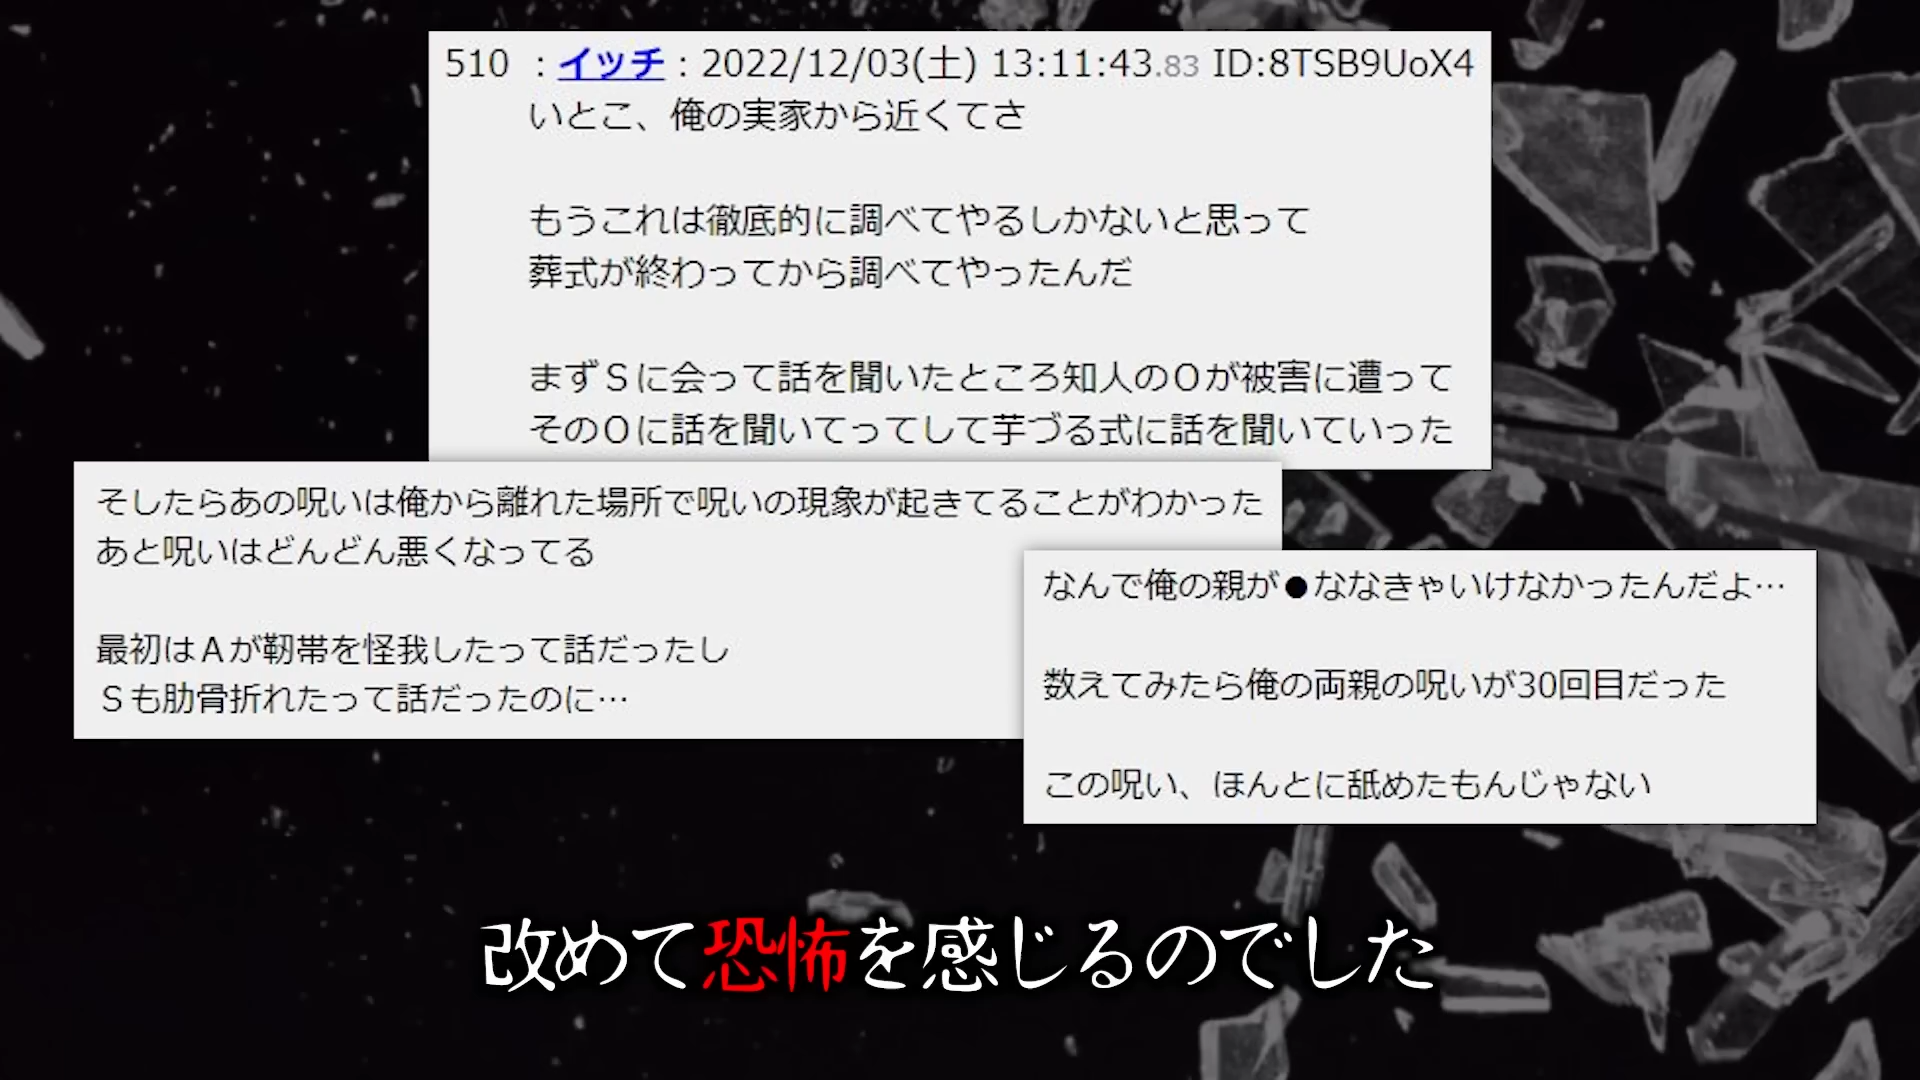 510 ：イッチ：2022/12/03(土) 13:11:43.83 ID:8TSB9UoX4
いとこ、俺の実家から近くてさ
もうこれは徹底的に調べてやるしかないと思って
葬式が終わってから調べてやったんだ
まずＳに会って話を聞いたところ知人のＯが被害に遭って
そのＯに話を聞いてってして芋づる式に話を聞いていった
そしたらあの呪いは俺から離れた場所で呪いの現象が起きてることがわかった
あと呪いはどんどん悪くなってる
最初はＡが靭帯を怪我したって話だったし
Ｓも肋骨折れたって話だったのに…
なんで俺の親が●ななきゃいけなかったんだよ…
数えてみたら俺の両親の呪いが30回目だった
この呪い、ほんとに舐めたもんじゃない
改めて恐怖を感じるのでした